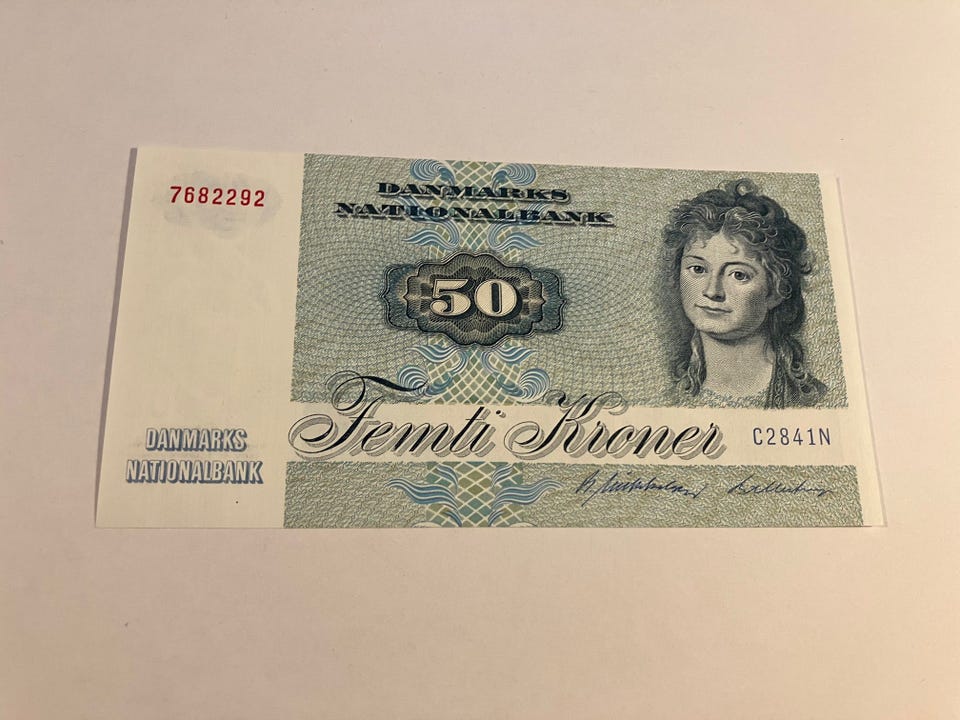 7682292
DANMARKS
NATIONALBANK
50
Femti Kroner
C2841N
DANMARKS
NATIONALBANK